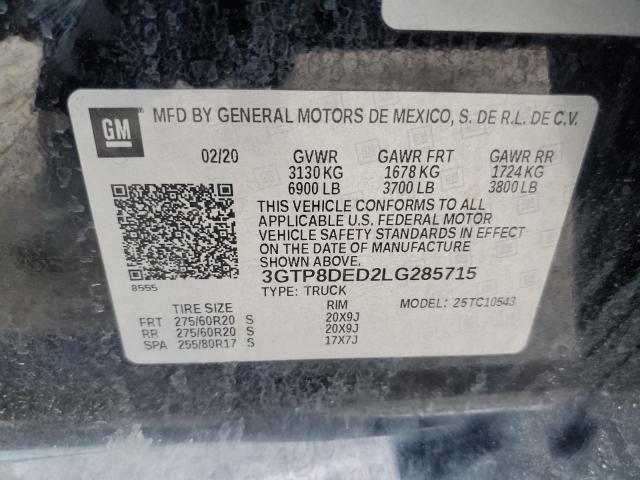 GM
MFD BY GENERAL MOTORS DE MEXICO, S. DE R.L. DE C.V.
02/20 GVWR GAWR FRT GAWR RR
3130 KG 1678 KG 1724 KG
6900 LB 3700 LB 3800 LB
THIS VEHICLE CONFORMS TO ALL
APPLICABLE U.S. FEDERAL MOTOR
VEHICLE SAFETY STANDARDS IN EFFECT
ON THE DATE OF MANUFACTURE
SHOWN ABOVE.
3GTP8DED2LG285715
8555 TYPE: TRUCK MODEL: 25TC10543
TIRE SIZE RIM
FRT 275/60R20 S 20X9J
RR 275/60R20 S 20X9J
SPA 255/80R17 S 17X7J